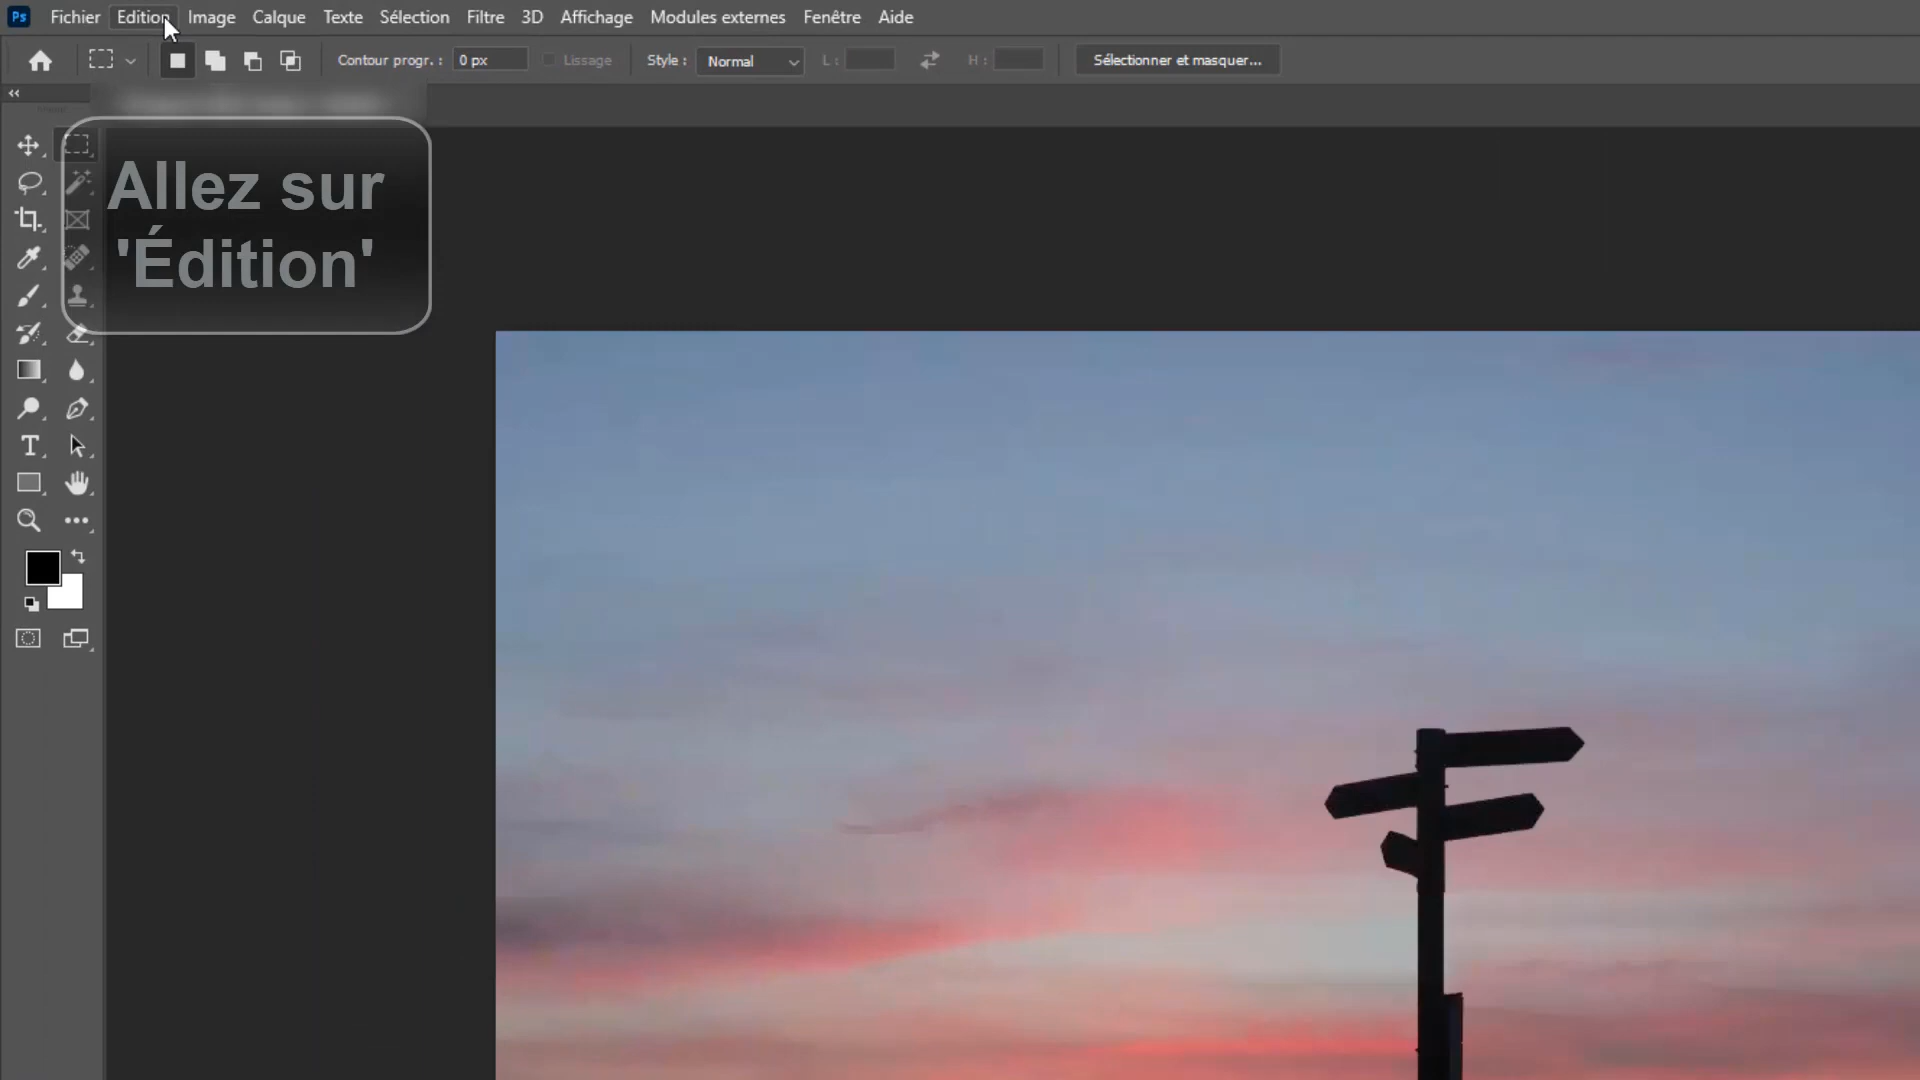 Ps Fichier Edition Image Calque Texte Sélection Filtre 3D Affichage Modules externes Fenêtre Aide
Contour progr. : 0 px Lissage Style : Normal L : H : Sélectionner et masquer...
Allez sur
'Édition'